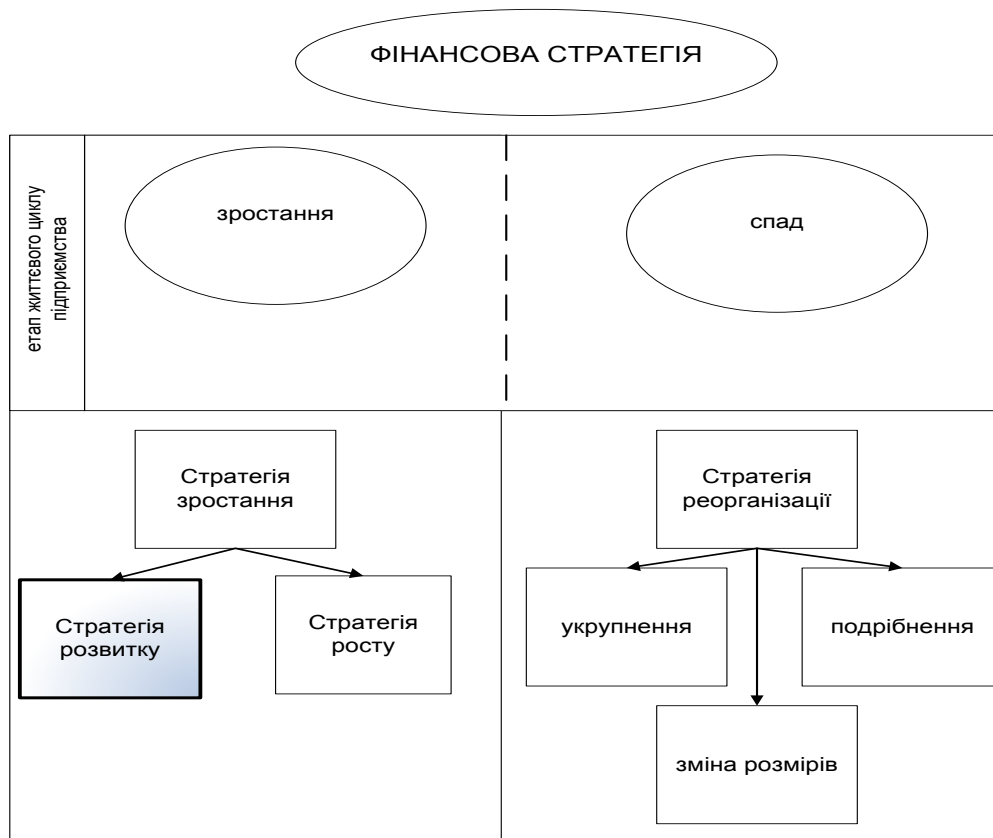 ФІНАНСОВА СТРАТЕГІЯ
етап життєвого циклу
підприємства
зростання
спад
Стратегія
зростання
Стратегія
реорганізації
Стратегія
розвитку
Стратегія
росту
укрупнення
подрібнення
зміна розмірів